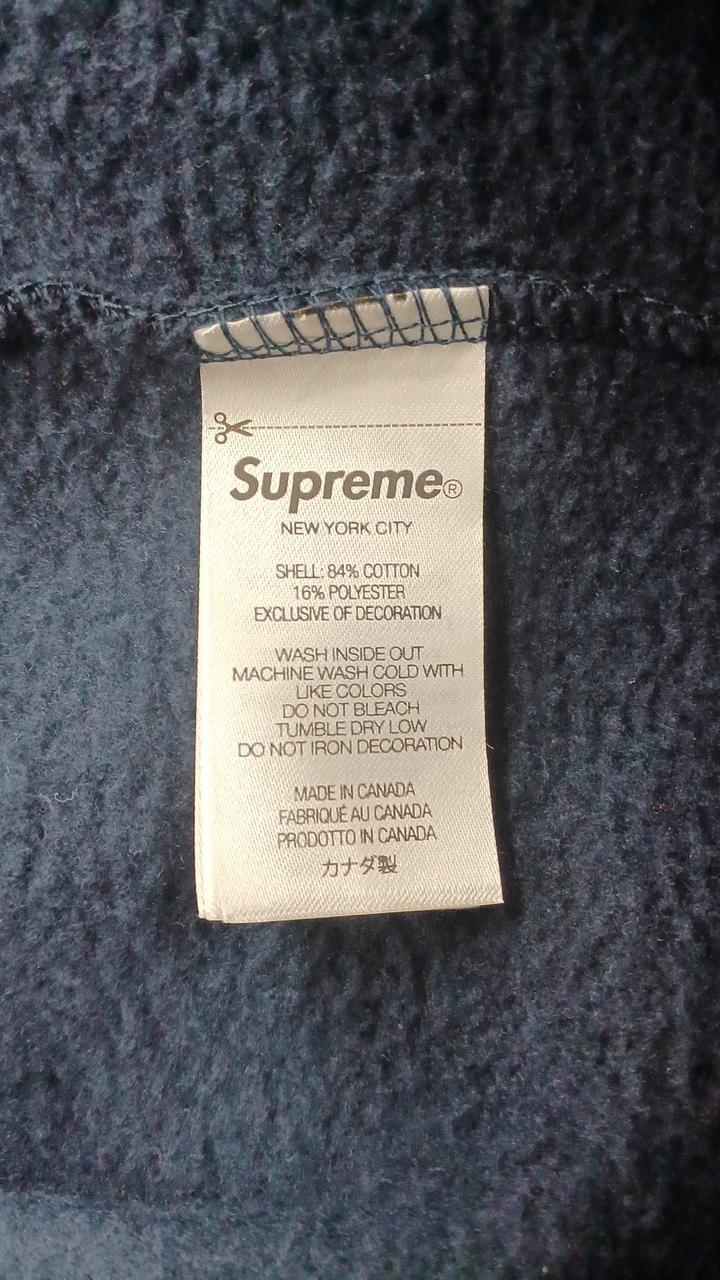 Supreme®
NEW YORK CITY
SHELL: 84% COTTON
16% POLYESTER
EXCLUSIVE OF DECORATION
WASH INSIDE OUT
MACHINE WASH COLD WITH
LIKE COLORS
DO NOT BLEACH
TUMBLE DRY LOW
DO NOT IRON DECORATION
MADE IN CANADA
FABRIQUÉ AU CANADA
PRODOTTO IN CANADA
カナダ製